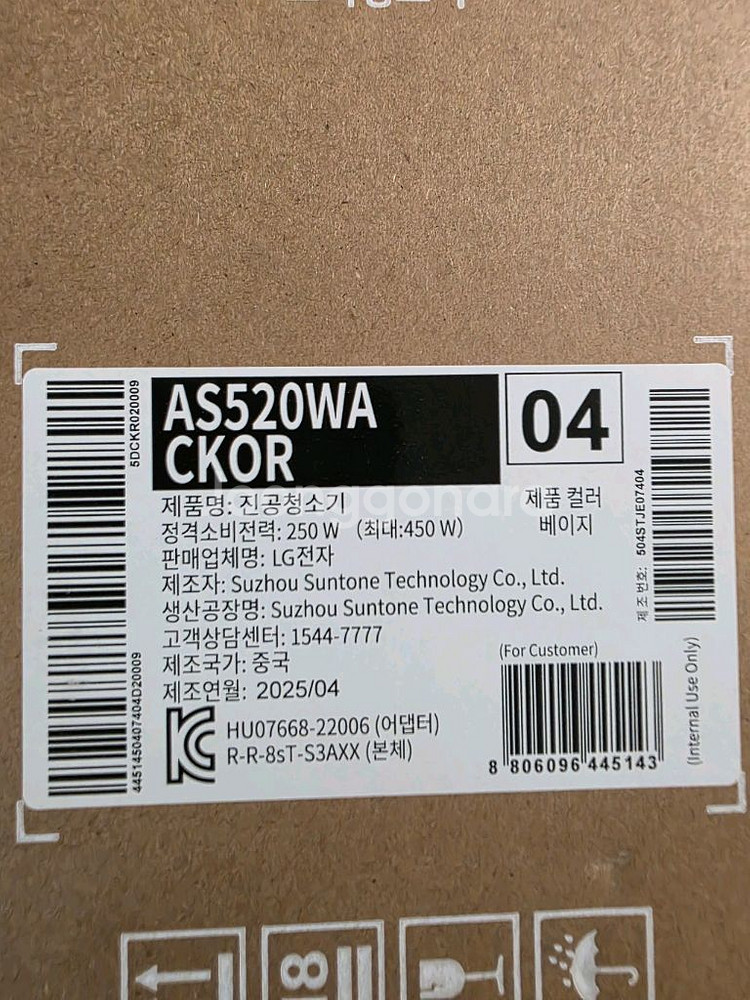 5DCKR020009
4451450407404D20009
AS520WA
CKOR
04
제품명: 진공청소기
정격소비전력: 250 W (최대:450 W)
판매업체명: LG전자
제조자: Suzhou Suntone Technology Co., Ltd.
생산공장명: Suzhou Suntone Technology Co., Ltd.
고객상담센터: 1544-7777
제조국가: 중국
제조연월: 2025/04
제품 컬러
베이지
제조번호: 504STJE07404
HU07668-22006 (어댑터)
R-R-8sT-S3AXX (본체)
(For Customer)
8 806096 445143
(Internal Use Only)